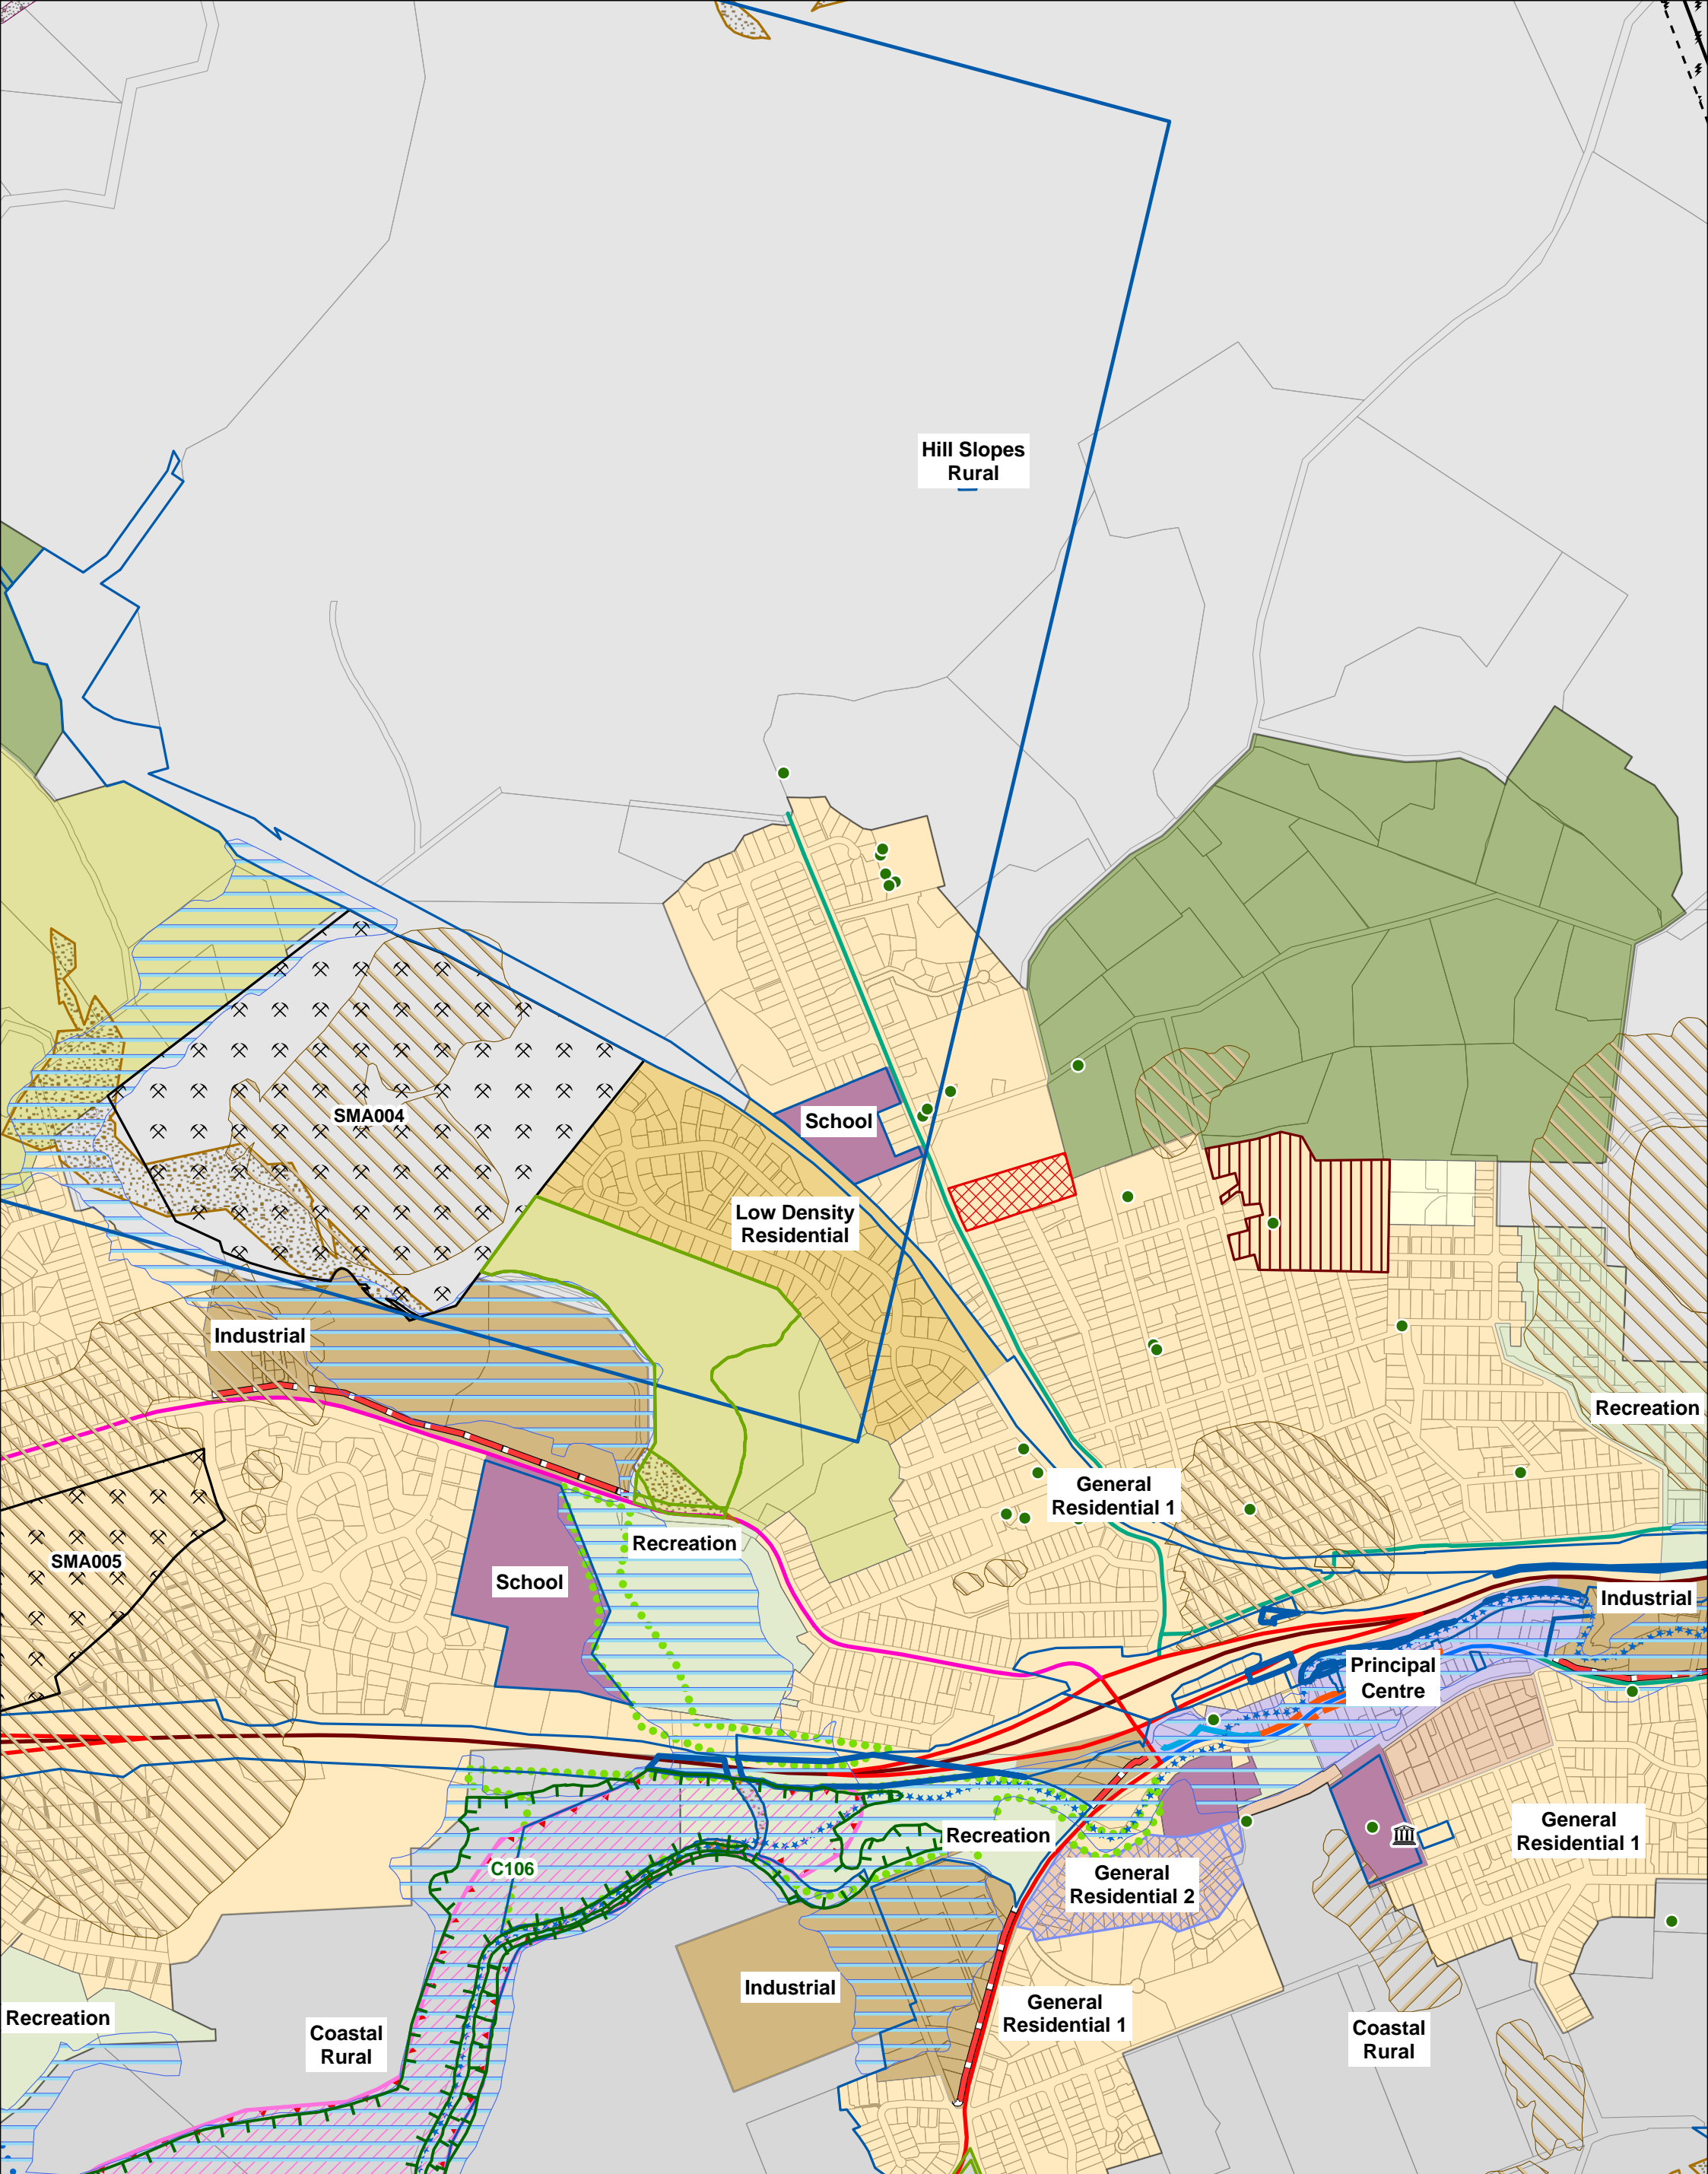 Hill Slopes
Rural
SMA004
School
Low Density
Residential
Industrial
Recreation
General
Residential 1
Recreation
SMA005
School
Industrial
Principal
Centre
General
Residential 1
Recreation
C106
General
Residential 2
Industrial
General
Residential 1
Recreation
Coastal
Rural
Coastal
Rural